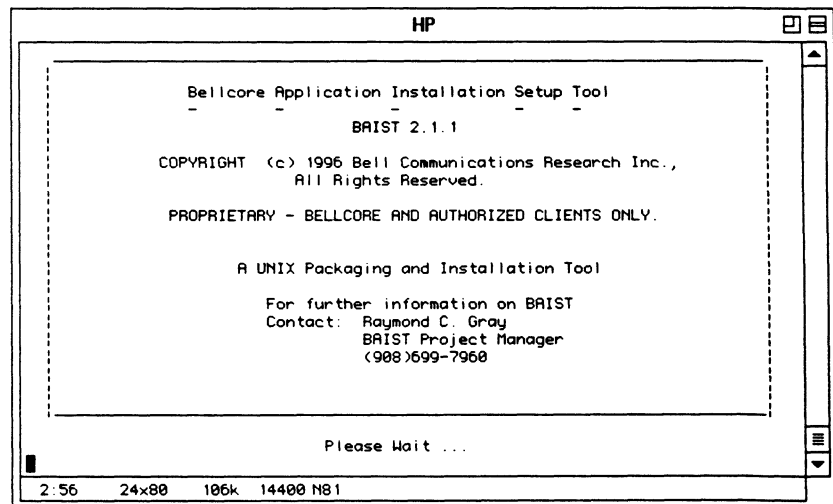 HP
Bellcore Application Installation Setup Tool
BAIST 2.1.1
COPYRIGHT (c) 1996 Bell Communications Research Inc.,
All Rights Reserved.
PROPRIETARY - BELLCORE AND AUTHORIZED CLIENTS ONLY.
A UNIX Packaging and Installation Tool
For further information on BAIST
Contact: Raymond C. Gray
BAIST Project Manager
(908)699-7960
Please Wait ...
2:56 24x80 106k 14400 N81